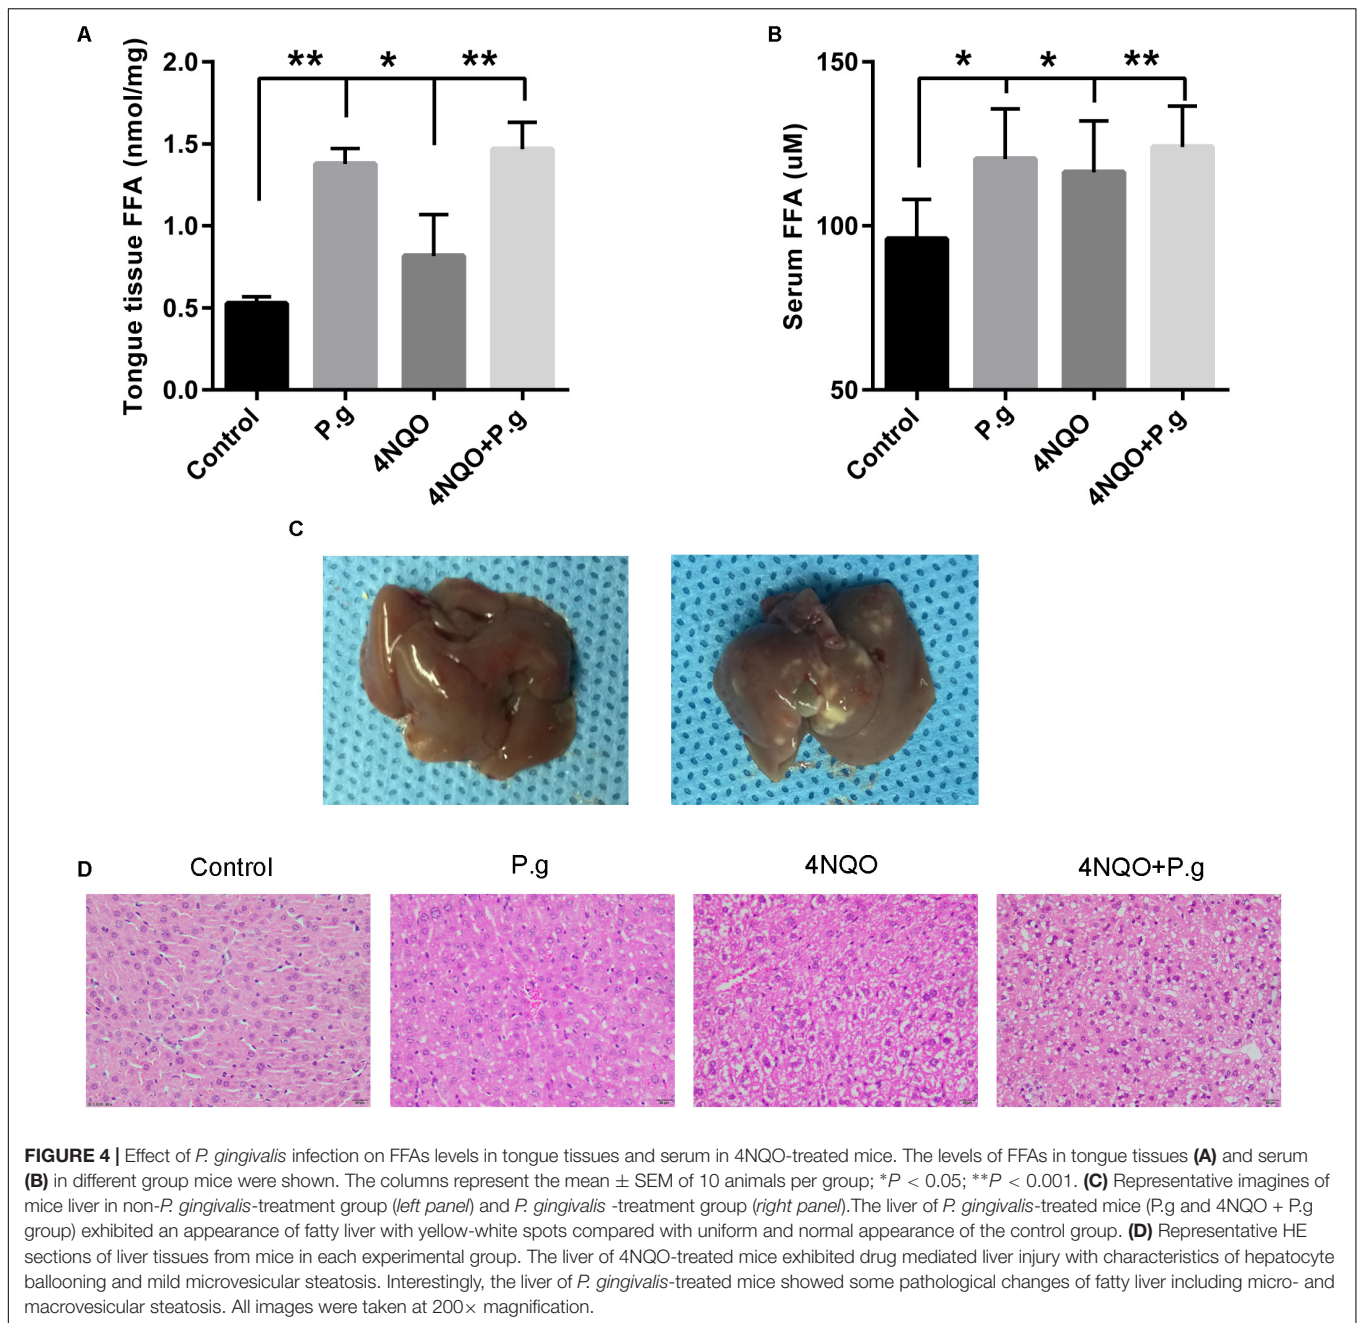 A
B
** * **
* * **
2.0
1.5
1.0
0.5
0.0
Tongue tissue FFA (nmol/mg)
Control
P.g
4NQO
4NQO+P.g
150
100
50
Serum FFA (uM)
Control
P.g
4NQO
4NQO+P.g
C
D
Control P.g 4NQO 4NQO+P.g
FIGURE 4 | Effect of P. gingivalis infection on FFAs levels in tongue tissues and serum in 4NQO-treated mice. The levels of FFAs in tongue tissues (A) and serum
(B) in different group mice were shown. The columns represent the mean ± SEM of 10 animals per group; *P < 0.05; **P < 0.001. (C) Representative imagines of
mice liver in non-P. gingivalis-treatment group (left panel) and P. gingivalis -treatment group (right panel).The liver of P. gingivalis-treated mice (P.g and 4NQO + P.g
group) exhibited an appearance of fatty liver with yellow-white spots compared with uniform and normal appearance of the control group. (D) Representative HE
sections of liver tissues from mice in each experimental group. The liver of 4NQO-treated mice exhibited drug mediated liver injury with characteristics of hepatocyte
ballooning and mild microvesicular steatosis. Interestingly, the liver of P. gingivalis-treated mice showed some pathological changes of fatty liver including micro- and
macrovesicular steatosis. All images were taken at 200× magnification.